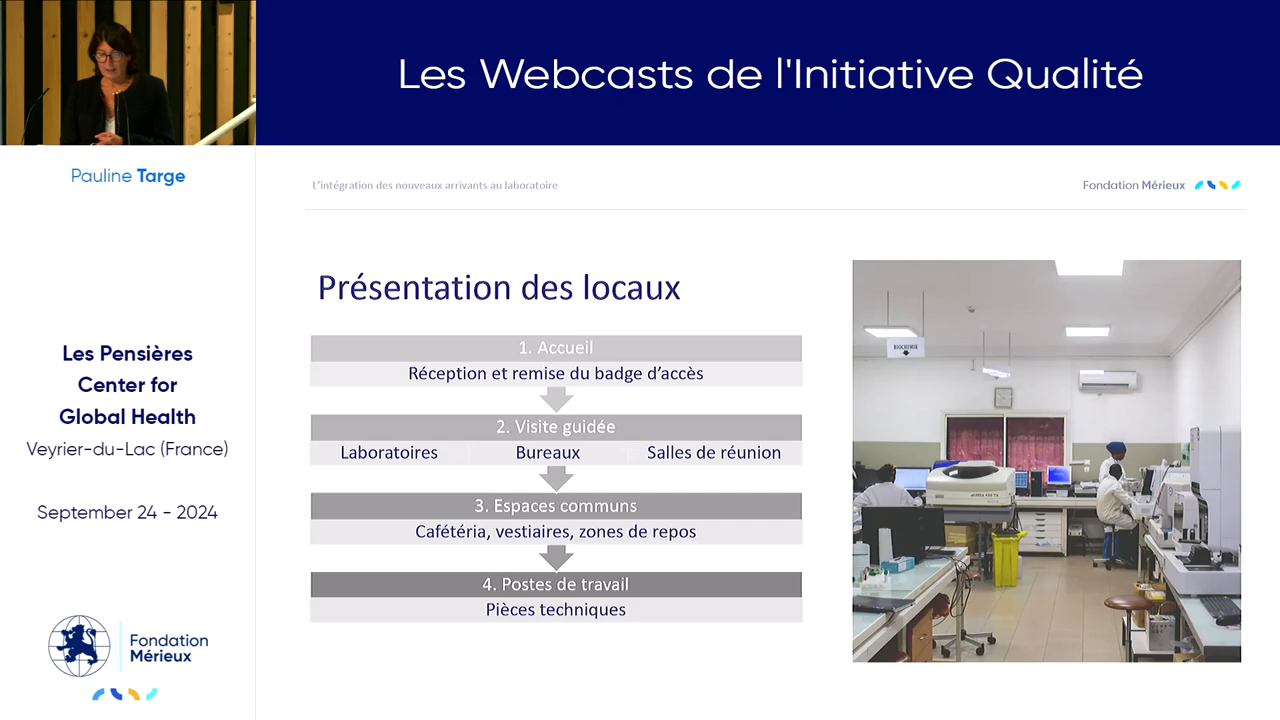 Les Webcasts de l'Initiative Qualité
Pauline Targe
L'intégration des nouveaux arrivants au laboratoire
Fondation Mérieux
Présentation des locaux
1. Accueil
Réception et remise du badge d'accès
2. Visite guidée
Laboratoires Bureaux Salles de réunion
3. Espaces communs
Cafétéria, vestiaires, zones de repos
4. Postes de travail
Pièces techniques
BIOCHIMIE
Les Pensières
Center for
Global Health
Veyrier-du-Lac (France)
September 24 - 2024
Fondation
Mérieux